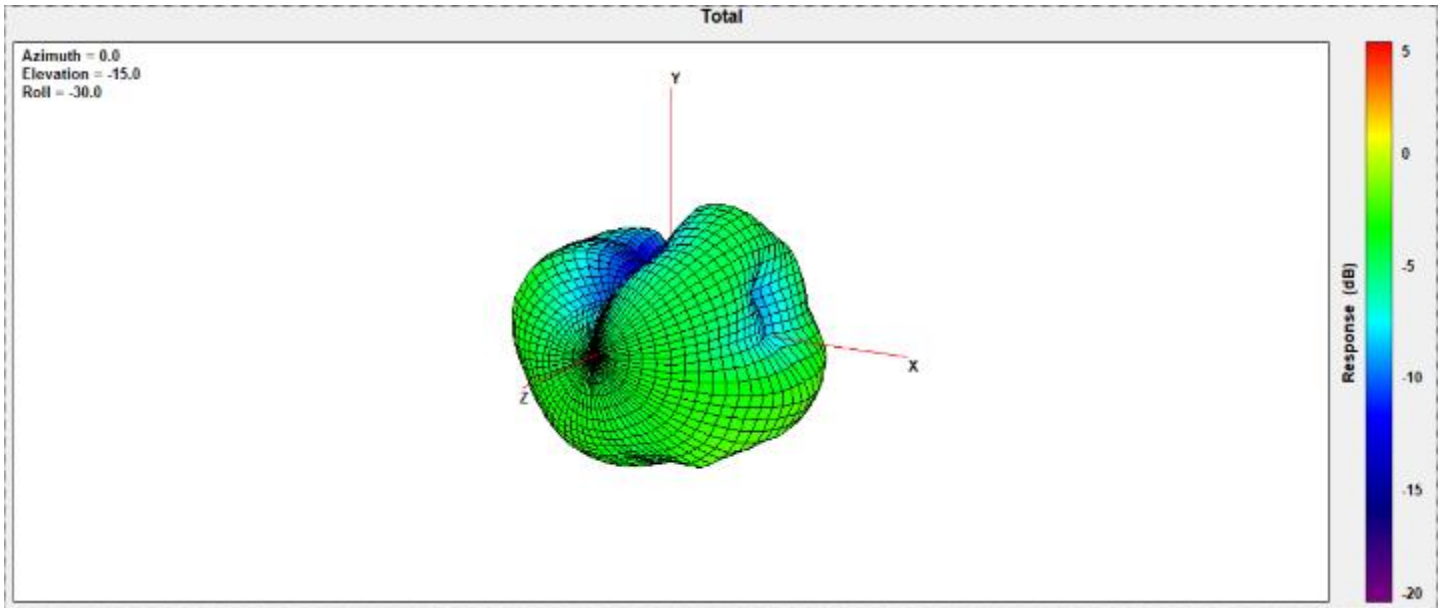 Total
Azimuth = 0.0
Elevation = -15.0
Roll = -30.0
Y
X
Z
5
0
-5
-10
-15
-20
Response (dB)